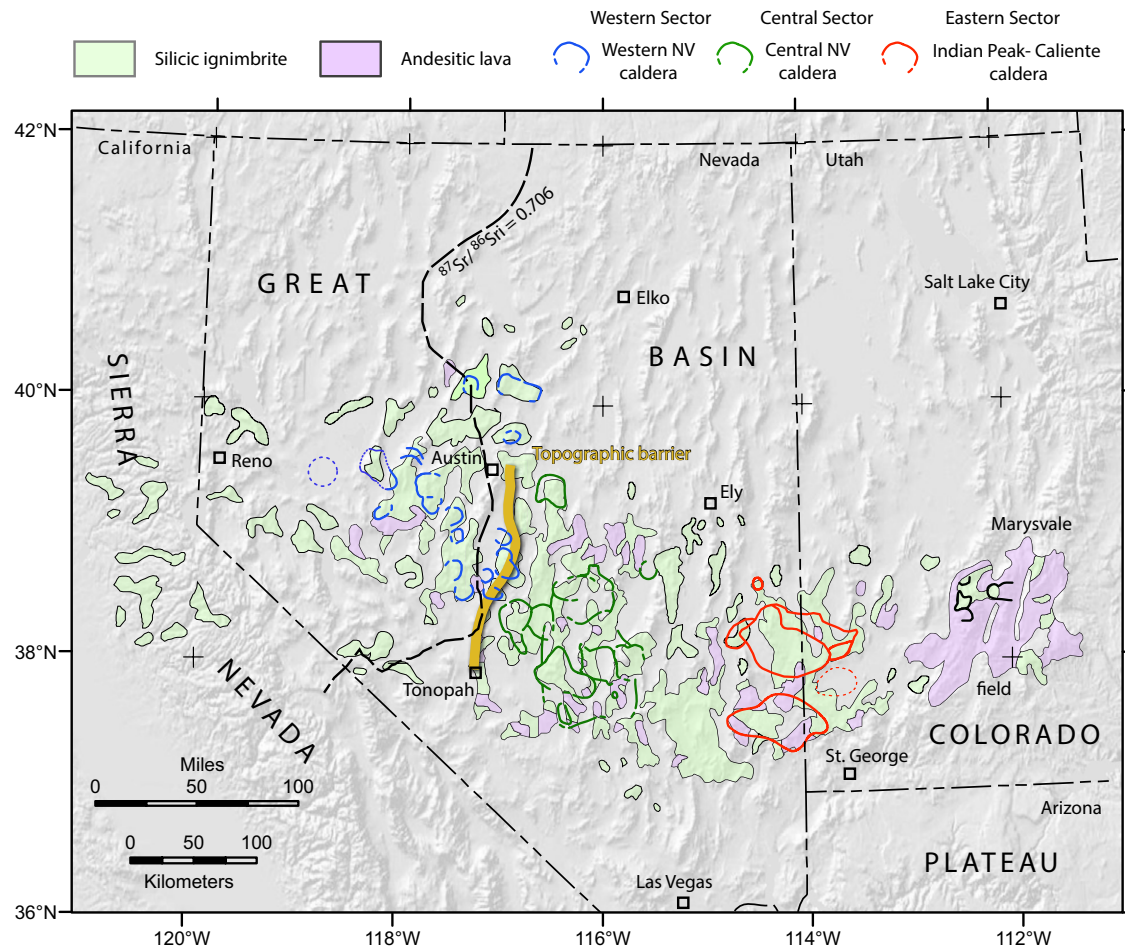 Western Sector
Central Sector
Eastern Sector
Silicic ignimbrite
Andesitic lava
Western NV
caldera
Central NV
caldera
Indian Peak- Caliente
caldera
42°N
California
Nevada
Utah
87Sr/86Sri = 0.706
GREAT
Elko
Salt Lake City
BASIN
SIERRA
40°N
Reno
Austin
Topographic barrier
Ely
Marysvale
38°N
NEVADA
Tonopah
field
COLORADO
Miles
0 50 100
St. George
Arizona
0 50 100
Kilometers
PLATEAU
Las Vegas
36°N
120°W 118°W 116°W 114°W 112°W